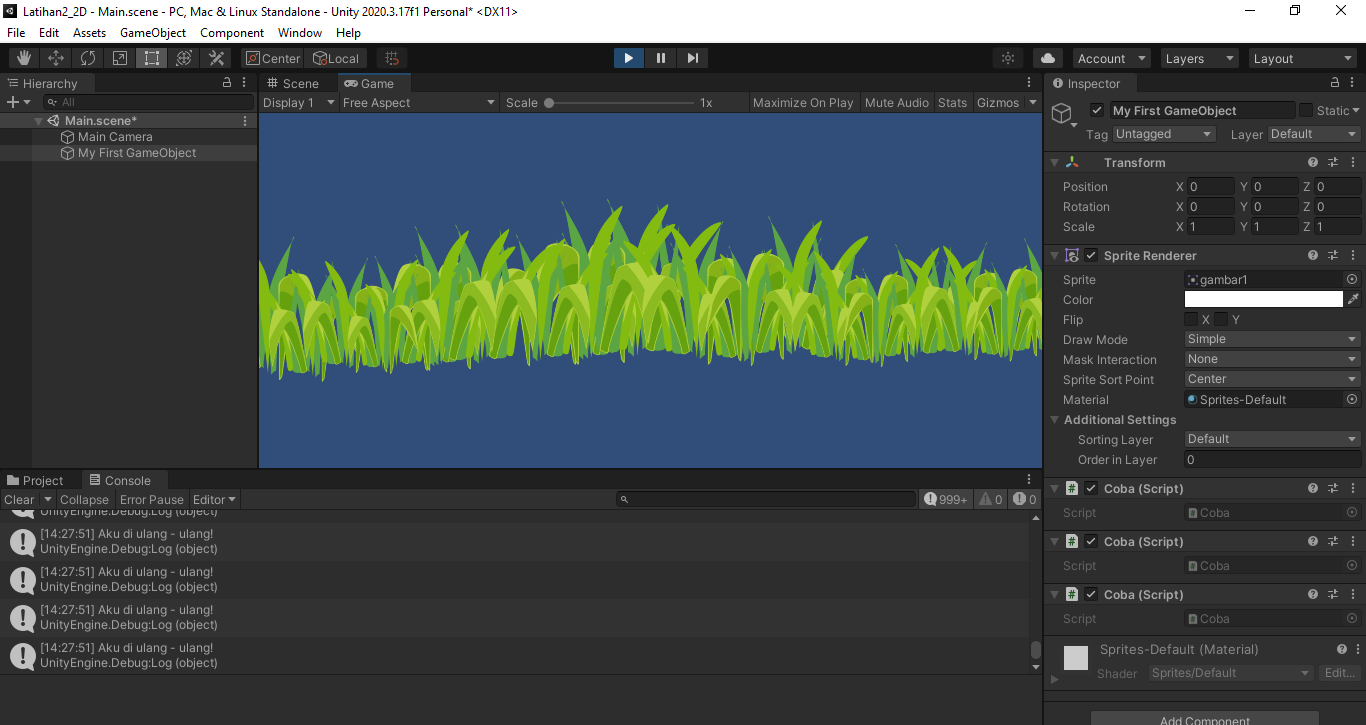 Latihan2_2D - Main.scene - PC, Mac & Linux Standalone - Unity 2020.3.17f1 Personal* <DX11>
File Edit Assets GameObject Component Window Help
Center Local Account Layers Layout
Hierarchy
All
Main.scene*
Main Camera
My First GameObject
Scene Game
Display 1 Free Aspect Scale 1x Maximize On Play Mute Audio Stats Gizmos
Project Console
Clear Collapse Error Pause Editor 999+ 0 0
UnityEngine.Debug:Log (object)
[14:27:51] Aku di ulang - ulang!
UnityEngine.Debug:Log (object)
[14:27:51] Aku di ulang - ulang!
UnityEngine.Debug:Log (object)
[14:27:51] Aku di ulang - ulang!
UnityEngine.Debug:Log (object)
[14:27:51] Aku di ulang - ulang!
UnityEngine.Debug:Log (object)
Inspector
My First GameObject Static
Tag Untagged Layer Default
Transform
Position X 0 Y 0 Z 0
Rotation X 0 Y 0 Z 0
Scale X 1 Y 1 Z 1
Sprite Renderer
Sprite gambar1
Color
Flip X Y
Draw Mode Simple
Mask Interaction None
Sprite Sort Point Center
Material Sprites-Default
Additional Settings
Sorting Layer Default
Order in Layer 0
# Coba (Script)
Script # Coba
# Coba (Script)
Script # Coba
# Coba (Script)
Script # Coba
Sprites-Default (Material)
Shader Sprites/Default Edit...
Add Component